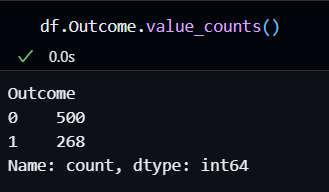 df.Outcome.value_counts()
0.0s
Outcome
0    500
1    268
Name: count, dtype: int64